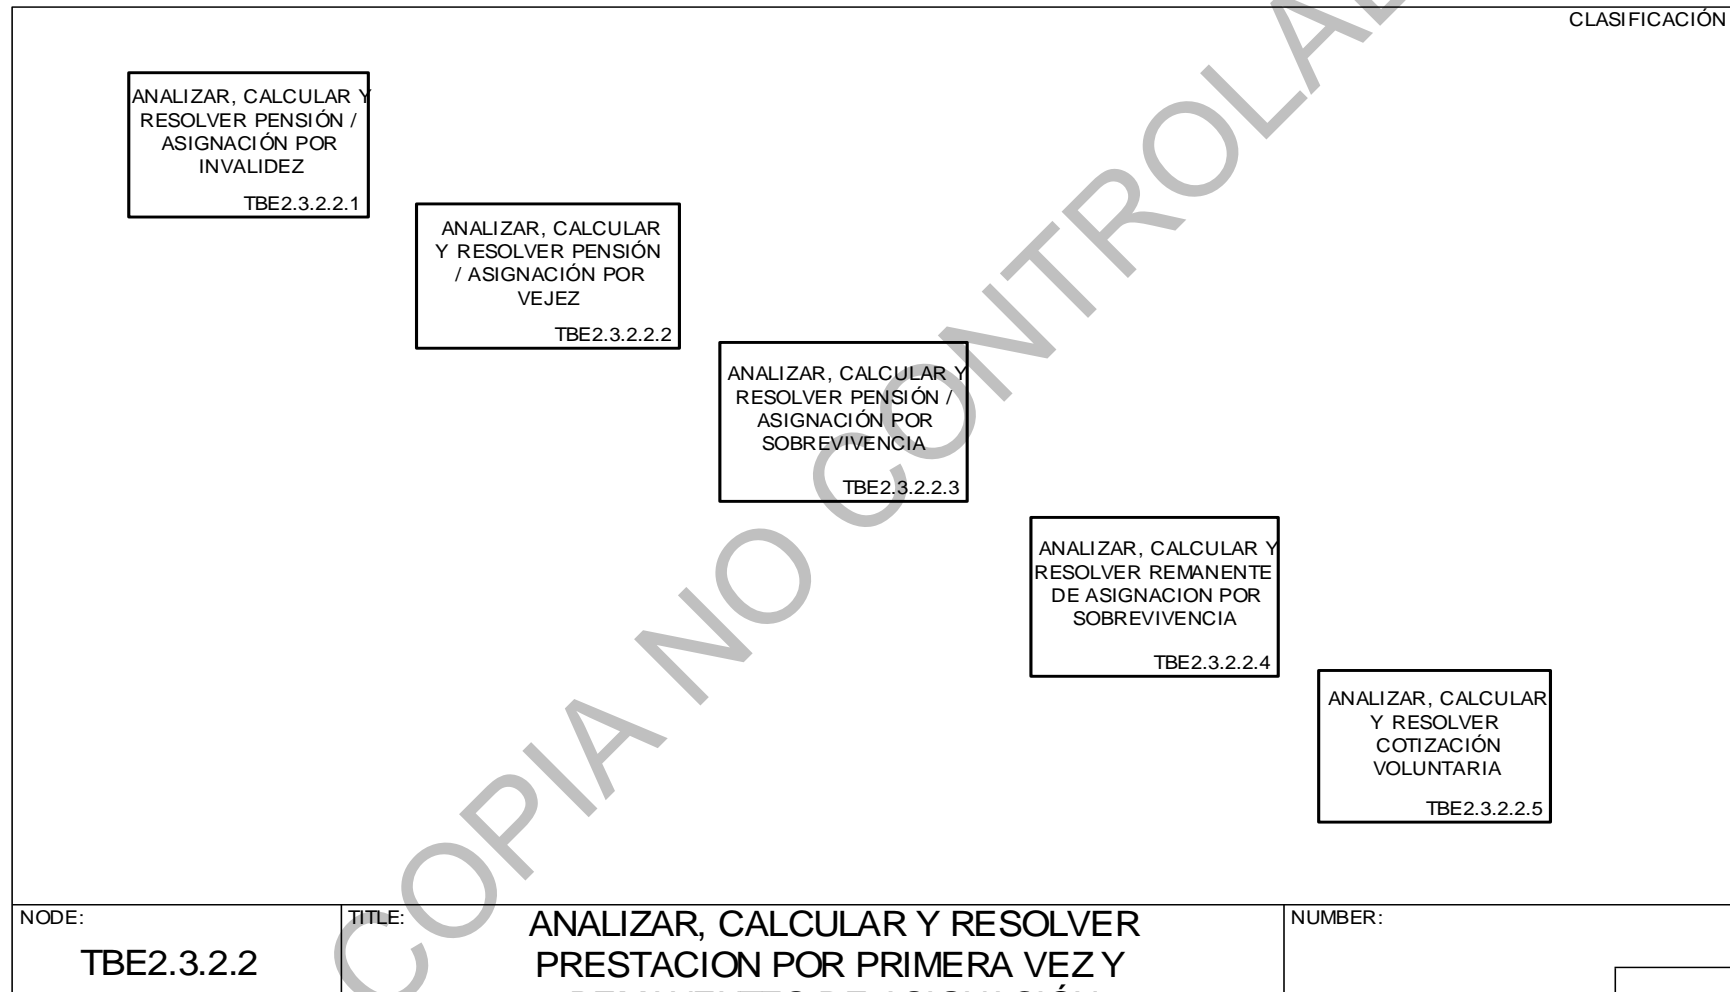 CLASIFICACIÓN
ANALIZAR, CALCULAR Y
RESOLVER PENSIÓN /
ASIGNACIÓN POR
INVALIDEZ
TBE2.3.2.2.1
ANALIZAR, CALCULAR
Y RESOLVER PENSIÓN
/ ASIGNACIÓN POR
VEJEZ
TBE2.3.2.2.2
ANALIZAR, CALCULAR Y
RESOLVER PENSIÓN /
ASIGNACIÓN POR
SOBREVIVENCIA
TBE2.3.2.2.3
ANALIZAR, CALCULAR Y
RESOLVER REMANENTE
DE ASIGNACION POR
SOBREVIVENCIA
TBE2.3.2.2.4
ANALIZAR, CALCULAR
Y RESOLVER
COTIZACIÓN
VOLUNTARIA
TBE2.3.2.2.5
COPIA NO CONTROLA
NODE:
TBE2.3.2.2
TITLE:
ANALIZAR, CALCULAR Y RESOLVER
PRESTACION POR PRIMERA VEZ Y
DE ASIGNACIÓN
NUMBER: